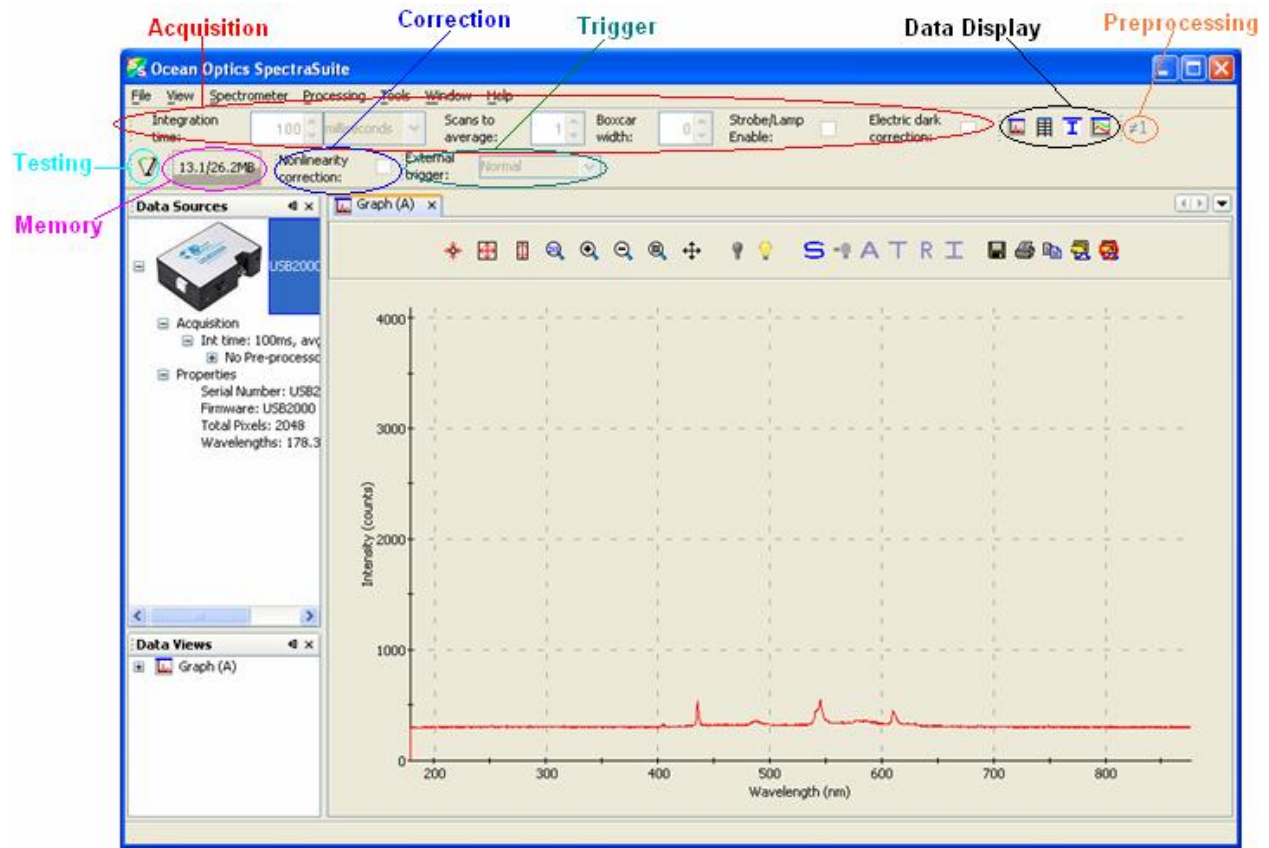 Acquisition Correction Trigger Data Display Preprocessing
Ocean Optics SpectraSuite
File View Spectrometer Processing Tools Window Help
Integration time: 100 milliseconds Scans to average: 1 Boxcar width: 0 Strobe/Lamp Enable: Electric dark correction: ≠1
Testing 13.1/26.2MB Nonlinearity correction: External trigger: Normal
Memory
Data Sources Graph (A)
USB2000
S A T R I
Acquisition
Int time: 100ms, avg
No Pre-processo
Properties
Serial Number: USB2
Firmware: USB2000
Total Pixels: 2048
Wavelengths: 178.3
Data Views
Graph (A)
4000
3000
2000
1000
0
Intensity (counts)
200 300 400 500 600 700 800
Wavelength (nm)